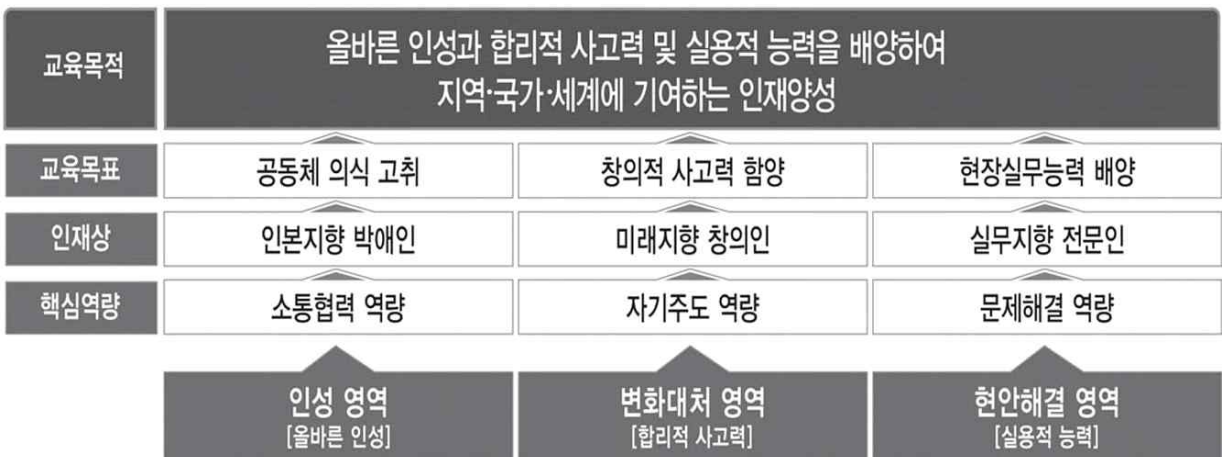 교육목적
올바른 인성과 합리적 사고력 및 실용적 능력을 배양하여
지역·국가·세계에 기여하는 인재양성
교육목표
공동체 의식 고취
창의적 사고력 함양
현장실무능력 배양
인재상
인본지향 박애인
미래지향 창의인
실무지향 전문인
핵심역량
소통협력 역량
자기주도 역량
문제해결 역량
인성 영역
[올바른 인성]
변화대처 영역
[합리적 사고력]
현안해결 영역
[실용적 능력]